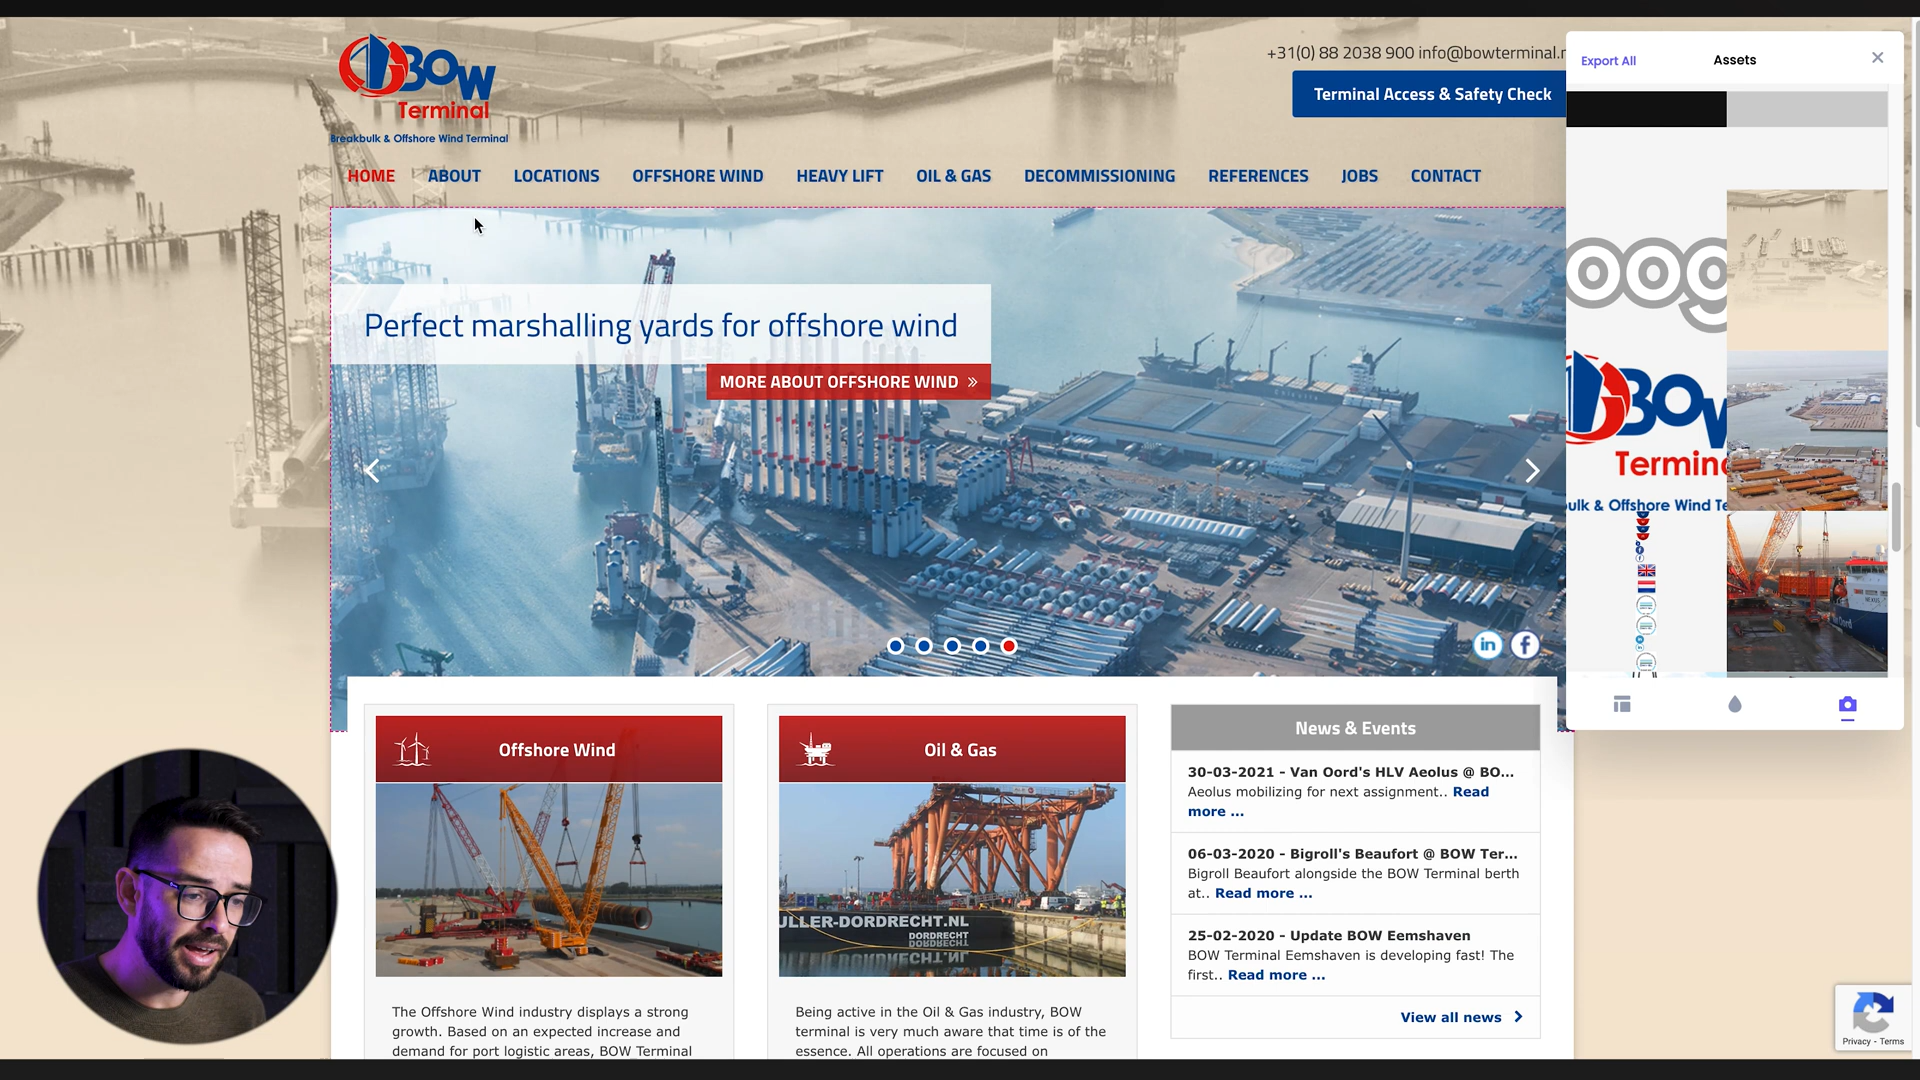 BOW
Terminal
Breakbulk & Offshore Wind Terminal
+31(0) 88 2038 900 info@bowterminal.
Terminal Access & Safety Check
HOME ABOUT LOCATIONS OFFSHORE WIND HEAVY LIFT OIL & GAS DECOMMISSIONING REFERENCES JOBS CONTACT
Perfect marshalling yards for offshore wind
MORE ABOUT OFFSHORE WIND »
in f
Export All
Assets
×
oog
BOW
Termin
ulk & Offshore Wind Te
Offshore Wind
The Offshore Wind industry displays a strong
growth. Based on an expected increase and
demand for port logistic areas, BOW Terminal
Oil & Gas
ULLER-DORDRECHT.NL
DORDRECHT
Being active in the Oil & Gas industry, BOW
terminal is very much aware that time is of the
essence. All operations are focused on
News & Events
30-03-2021 - Van Oord's HLV Aeolus @ BO...
Aeolus mobilizing for next assignment.. Read
more ...
06-03-2020 - Bigroll's Beaufort @ BOW Ter...
Bigroll Beaufort alongside the BOW Terminal berth
at.. Read more ...
25-02-2020 - Update BOW Eemshaven
BOW Terminal Eemshaven is developing fast! The
first.. Read more ...
View all news
Privacy - Terms